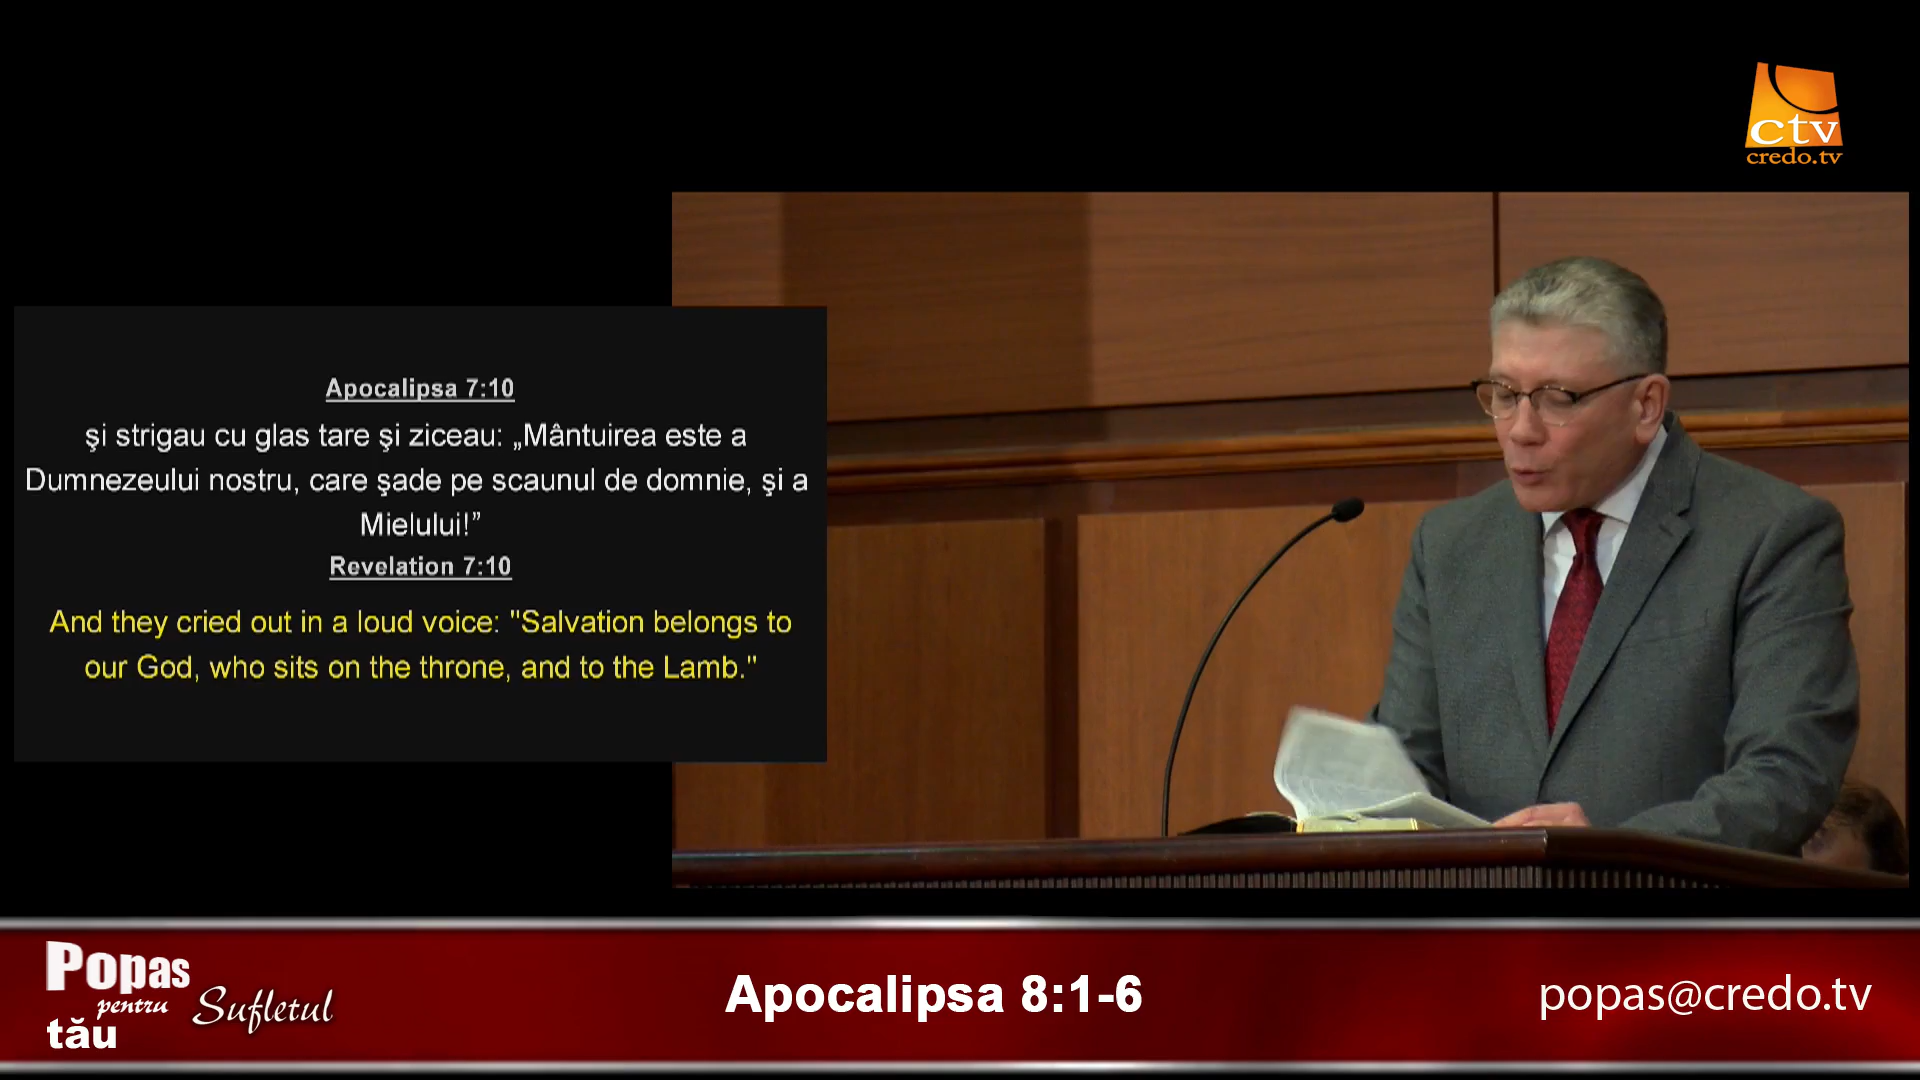 ctv
credo.tv
Apocalipsa 7:10
şi strigau cu glas tare şi ziceau: „Mântuirea este a
Dumnezeului nostru, care şade pe scaunul de domnie, şi a
Mielului!”
Revelation 7:10
And they cried out in a loud voice: "Salvation belongs to
our God, who sits on the throne, and to the Lamb."
Popas
pentru Sufletul
tău
Apocalipsa 8:1-6
popas@credo.tv